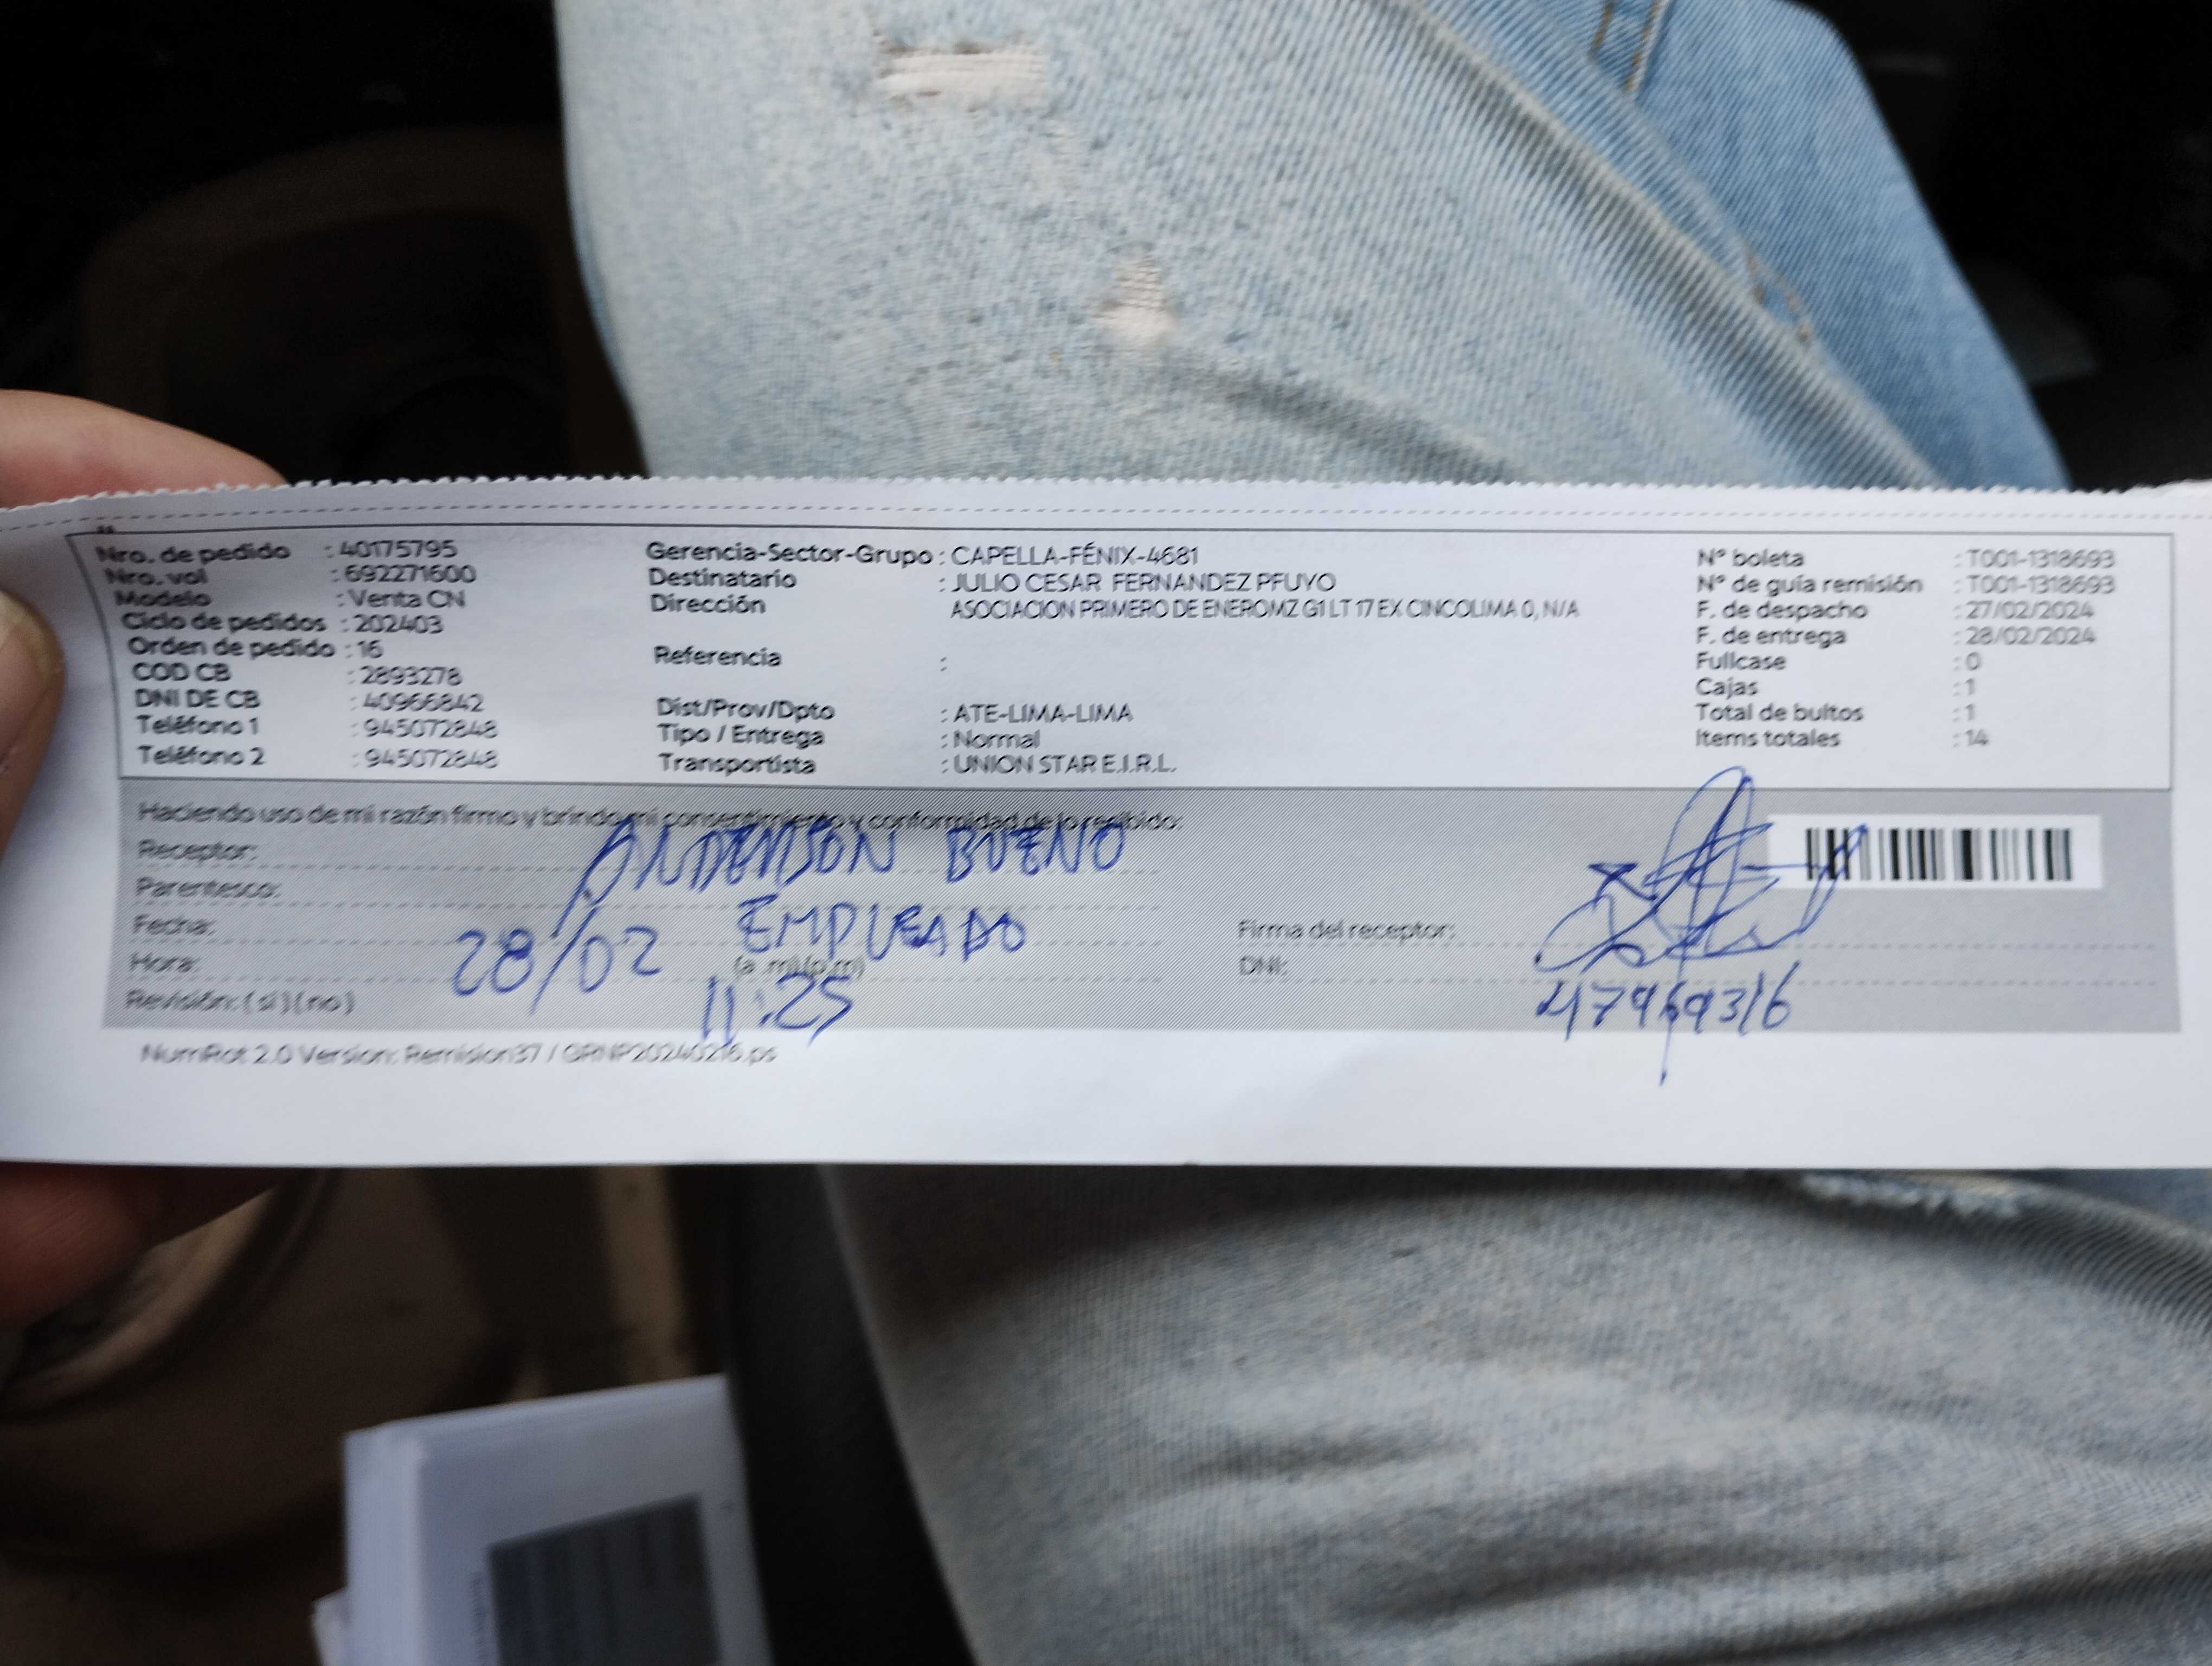 Nro. de pedido : 40175795
Nro. vol : 692271600
Modelo : Venta CN
Ciclo de pedidos : 202403
Orden de pedido : 16
COD CB : 2893278
DNI DE CB : 40966842
Teléfono 1 : 945072848
Teléfono 2 : 945072848
Gerencia-Sector-Grupo : CAPELLA-FÉNIX-4681
Destinatario : JULIO CESAR FERNANDEZ PFUYO
Dirección ASOCIACION PRIMERO DE ENEROMZ G1 LT 17 EX CINCOLIMA 0, N/A
Referencia :
Dist/Prov/Dpto : ATE-LIMA-LIMA
Tipo / Entrega : Normal
Transportista : UNION STAR E.I.R.L.
N° boleta : T001-1318693
N° de guía remisión : T001-1318693
F. de despacho : 27/02/2024
F. de entrega : 28/02/2024
Fullcase : 0
Cajas : 1
Total de bultos : 1
Items totales : 14
Haciendo uso de mi razón firmo y brindo mi consentimiento y conformidad de lo recibido:
Receptor: ANDERSON BUENO
Parentesco: EMPLEADO
Fecha: 28/02
Hora: (a .m)(p.m) 11:25
Revisión: ( si ) ( no )
Firma del receptor:
DNI:
NumRot 2.0 Version: Remision37 / GRNP20240216.ps